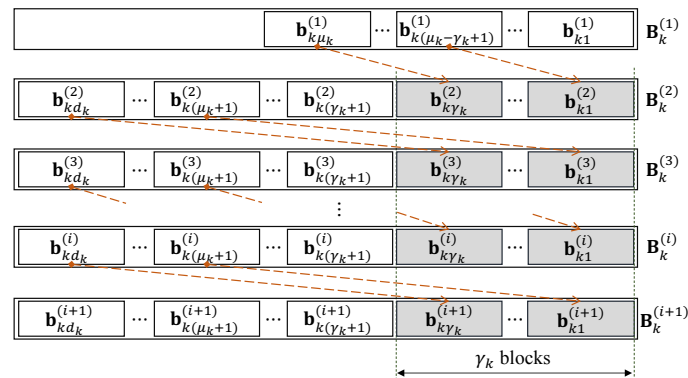 𝐛_{kμ_k}^{(1)} ⋯ 𝐛_{k(μ_k−γ_k+1)}^{(1)} ⋯ 𝐛_{k1}^{(1)} 𝐁_k^{(1)}
𝐛_{kd_k}^{(2)} ⋯ 𝐛_{k(μ_k+1)}^{(2)} ⋯ 𝐛_{k(γ_k+1)}^{(2)} 𝐛_{kγ_k}^{(2)} ⋯ 𝐛_{k1}^{(2)} 𝐁_k^{(2)}
𝐛_{kd_k}^{(3)} ⋯ 𝐛_{k(μ_k+1)}^{(3)} ⋯ 𝐛_{k(γ_k+1)}^{(3)} 𝐛_{kγ_k}^{(3)} ⋯ 𝐛_{k1}^{(3)} 𝐁_k^{(3)}
⋮
𝐛_{kd_k}^{(i)} ⋯ 𝐛_{k(μ_k+1)}^{(i)} ⋯ 𝐛_{k(γ_k+1)}^{(i)} 𝐛_{kγ_k}^{(i)} ⋯ 𝐛_{k1}^{(i)} 𝐁_k^{(i)}
𝐛_{kd_k}^{(i+1)} ⋯ 𝐛_{k(μ_k+1)}^{(i+1)} ⋯ 𝐛_{k(γ_k+1)}^{(i+1)} 𝐛_{kγ_k}^{(i+1)} ⋯ 𝐛_{k1}^{(i+1)} 𝐁_k^{(i+1)}
γ_k blocks